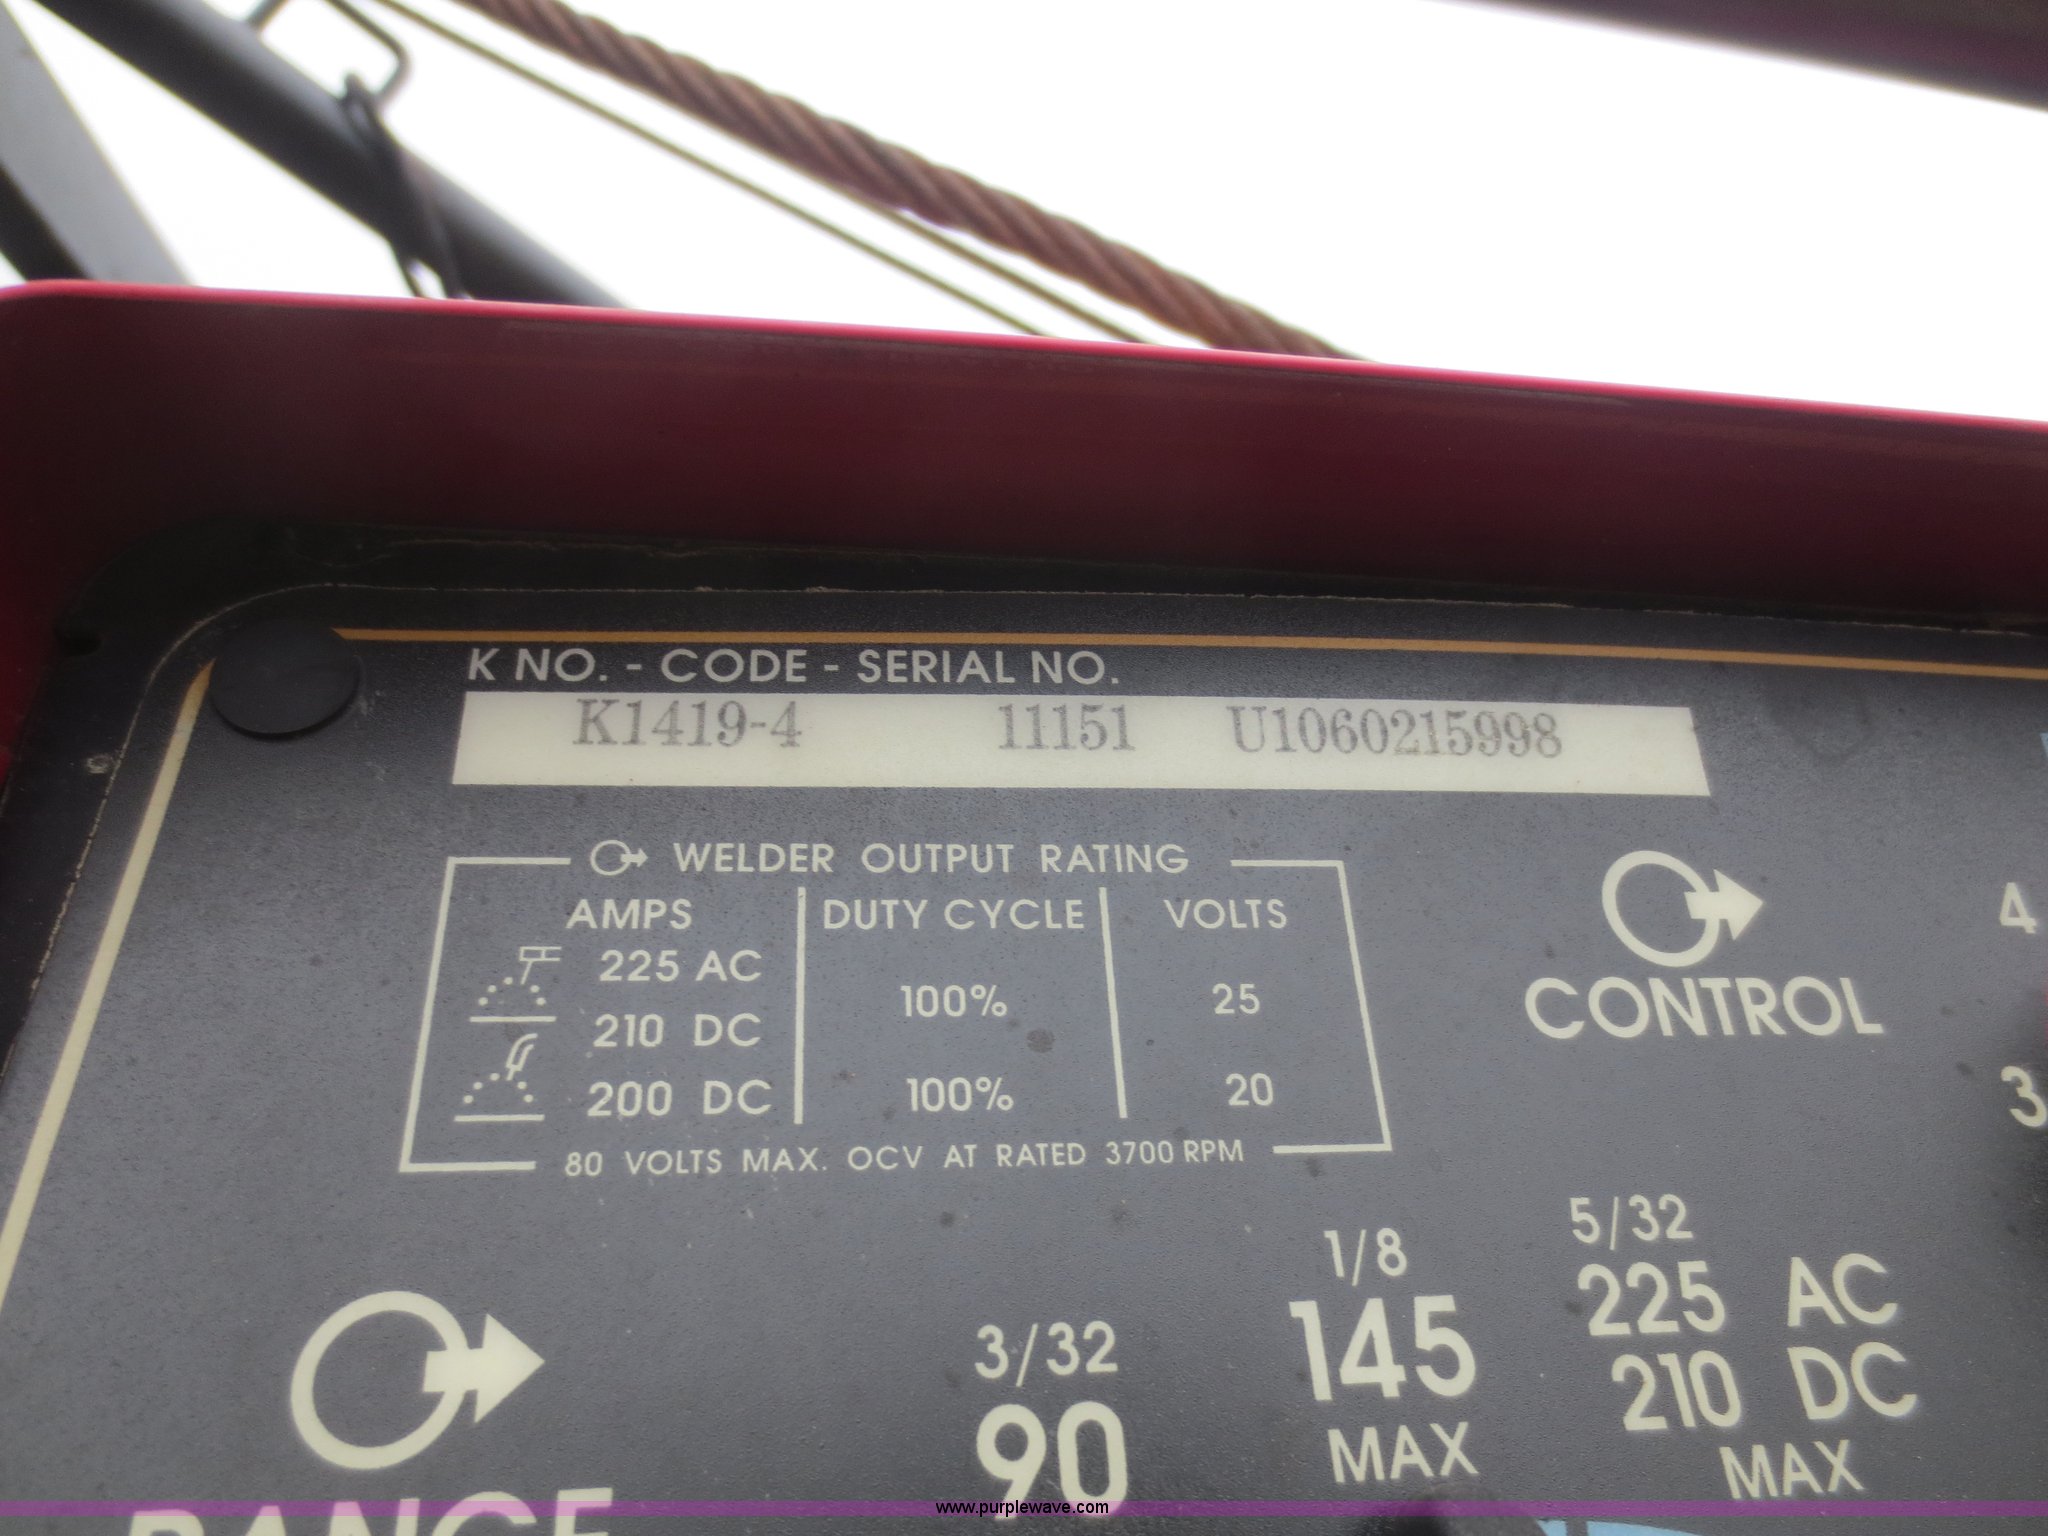 K NO. - CODE - SERIAL NO.
K1419-4 11151 U1060215998
WELDER OUTPUT RATING
AMPS DUTY CYCLE VOLTS
225 AC
100% 25
210 DC
200 DC 100% 20
80 VOLTS MAX. OCV AT RATED 3700 RPM
CONTROL
4
3
RANGE
3/32
90
1/8
145
MAX
5/32
225 AC
210 DC
MAX
www.purplewave.com